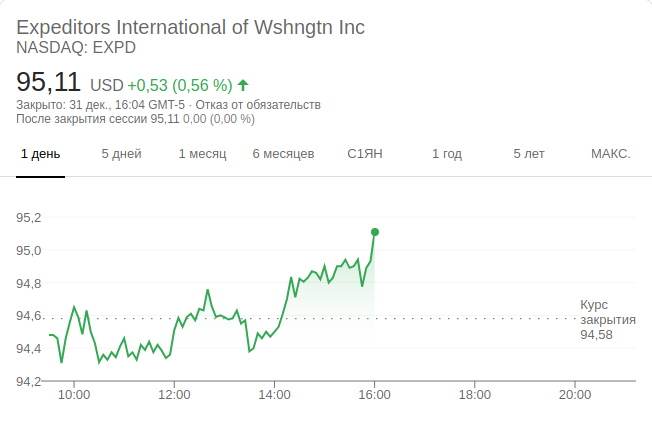 Expeditors International of Wshngtn Inc
NASDAQ: EXPD
95,11 USD +0,53 (0,56 %)
Закрыто: 31 дек., 16:04 GMT-5 · Отказ от обязательств
После закрытия сессии 95,11 0,00 (0,00 %)
1 день 5 дней 1 месяц 6 месяцев С1ЯН 1 год 5 лет МАКС.
95,2
95,0
94,8
94,6
94,4
94,2
Курс
закрытия
94,58
10:00 12:00 14:00 16:00 18:00 20:00